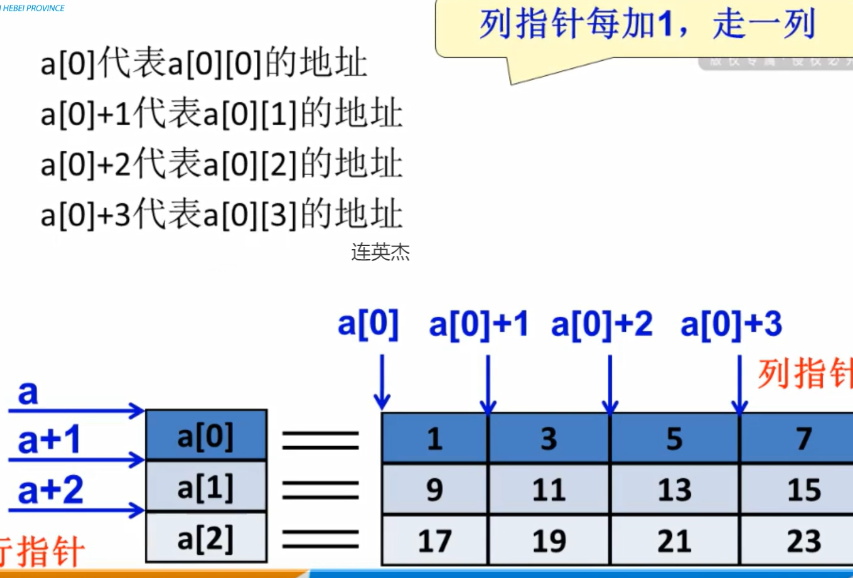 HEBEI PROVINCE
列指针每加1，走一列
a[0]代表a[0][0]的地址
a[0]+1代表a[0][1]的地址
a[0]+2代表a[0][2]的地址
a[0]+3代表a[0][3]的地址
连英杰
a[0] a[0]+1 a[0]+2 a[0]+3
列指针
a
a+1
a+2
行指针
a[0] 1 3 5 7
a[1] 9 11 13 15
a[2] 17 19 21 23